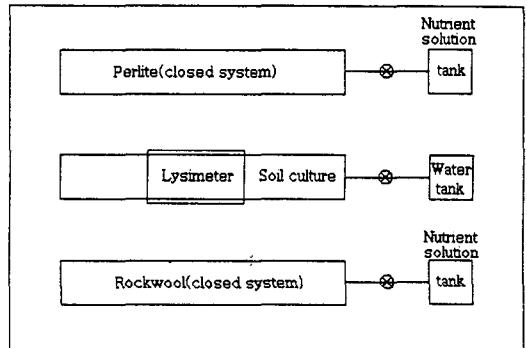 Nutrient
solution
Perlite(closed system)
tank
Lysimeter
Soil culture
Water
tank
Nutrient
solution
Rockwool(closed system)
tank